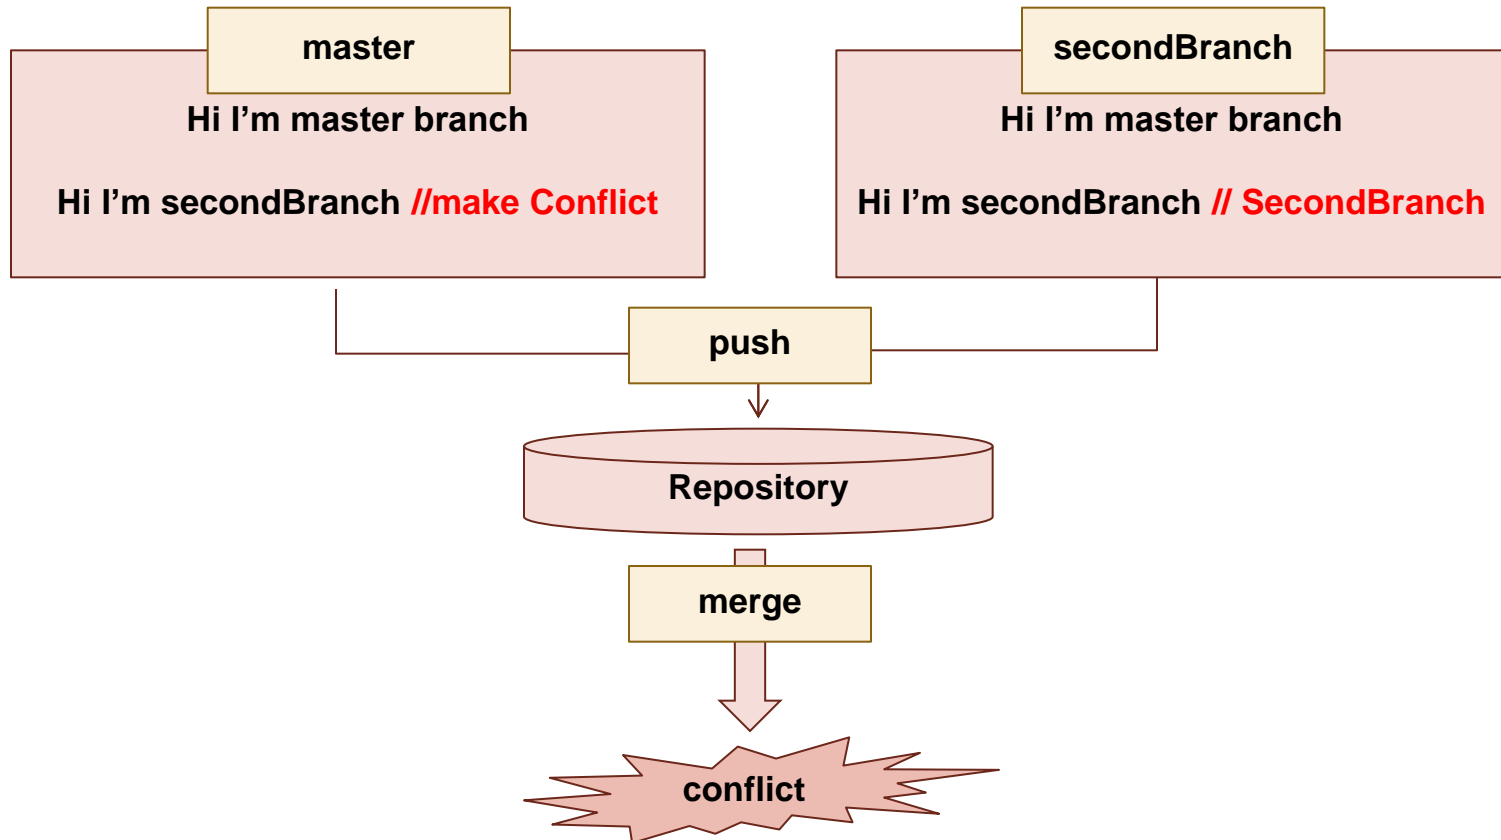 master
Hi I’m master branch
Hi I’m secondBranch //make Conflict
secondBranch
Hi I’m master branch
Hi I’m secondBranch // SecondBranch
push
Repository
merge
conflict